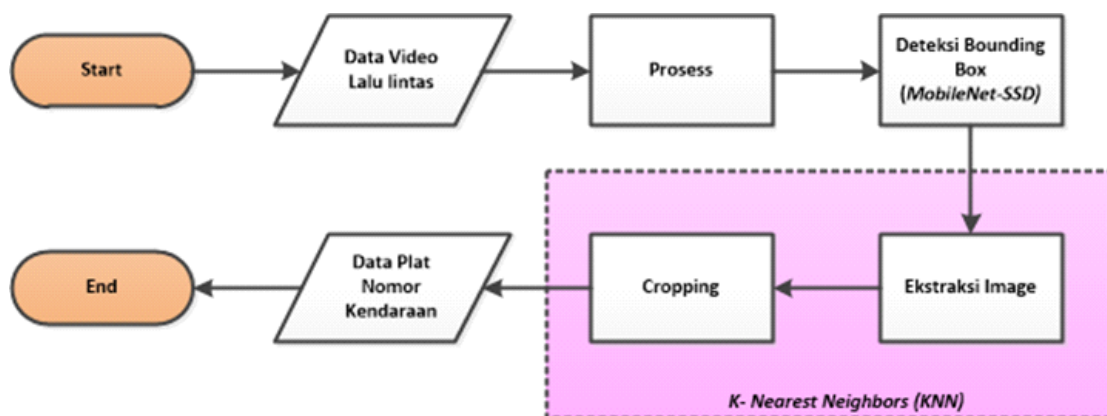 Start
Data Video
Lalu lintas
Prosess
Deteksi Bounding
Box
(MobileNet-SSD)
Ekstraksi Image
Cropping
Data Plat
Nomor
Kendaraan
End
K- Nearest Neighbors (KNN)